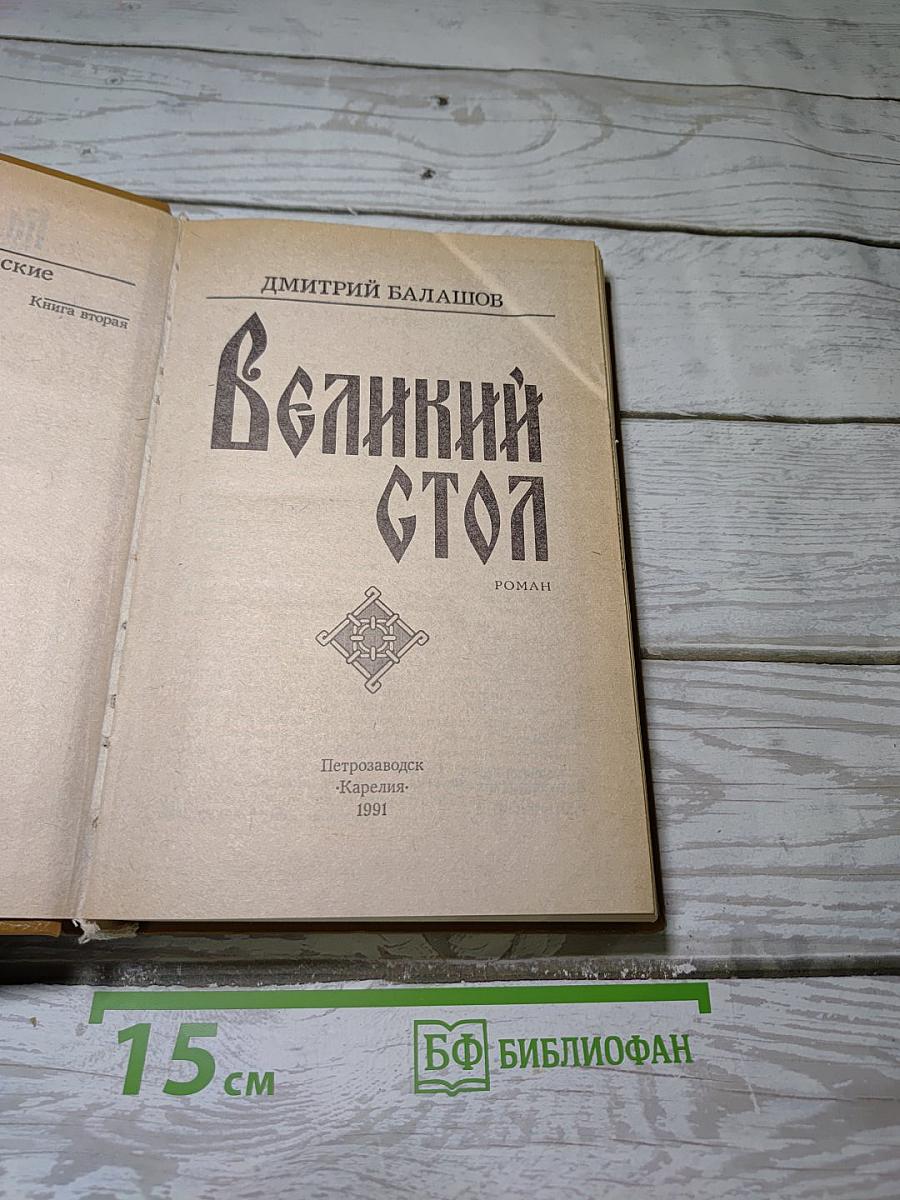 ские
Книга вторая
ДМИТРИЙ БАЛАШОВ
Великий
стол
РОМАН
Петрозаводск
·Карелия·
1991
15 см
БФ БИБЛИОФАН